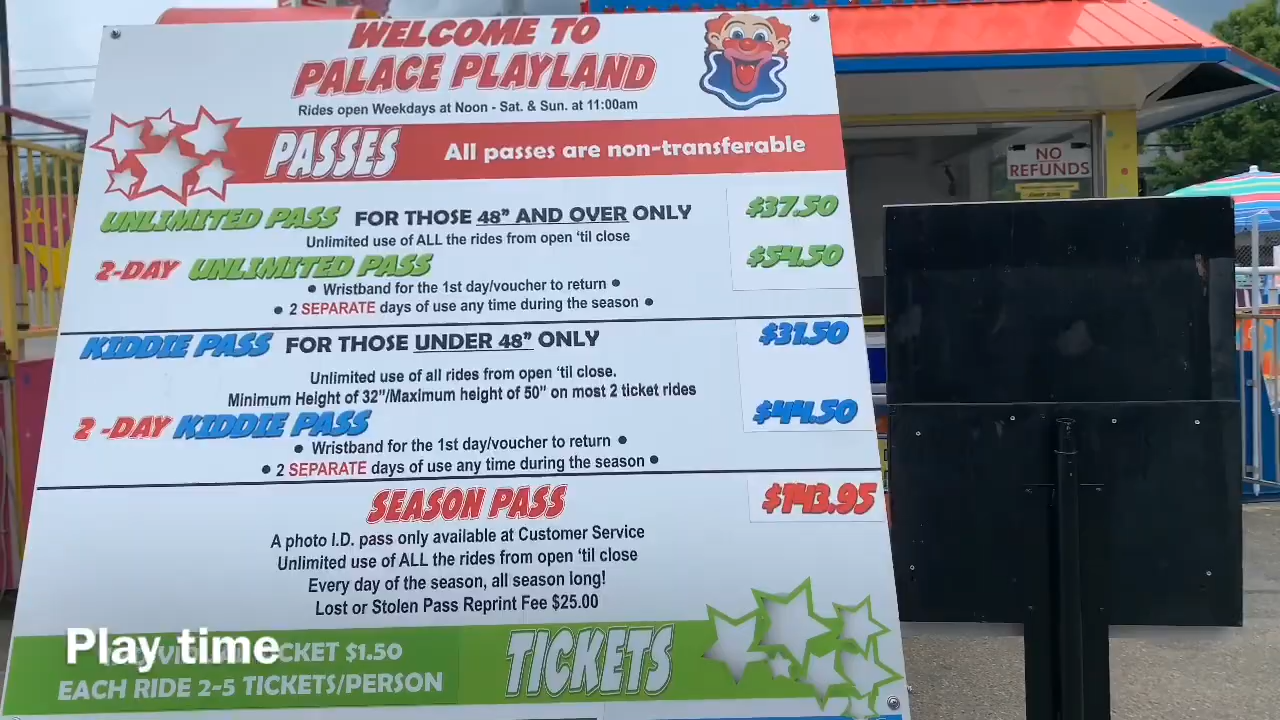 WELCOME TO
PALACE PLAYLAND
Rides open Weekdays at Noon - Sat. & Sun. at 11:00am
PASSES All passes are non-transferable
UNLIMITED PASS FOR THOSE 48" AND OVER ONLY $37.50
Unlimited use of ALL the rides from open 'til close
2-DAY UNLIMITED PASS $54.50
• Wristband for the 1st day/voucher to return •
• 2 SEPARATE days of use any time during the season •
KIDDIE PASS FOR THOSE UNDER 48" ONLY $31.50
Unlimited use of all rides from open 'til close.
Minimum Height of 32"/Maximum height of 50" on most 2 ticket rides
2 -DAY KIDDIE PASS $44.50
• Wristband for the 1st day/voucher to return •
• 2 SEPARATE days of use any time during the season •
SEASON PASS $143.95
A photo I.D. pass only available at Customer Service
Unlimited use of ALL the rides from open 'til close
Every day of the season, all season long!
Lost or Stolen Pass Reprint Fee $25.00
TICKET $1.50
EACH RIDE 2-5 TICKETS/PERSON
TICKETS
Play time
NO
REFUNDS